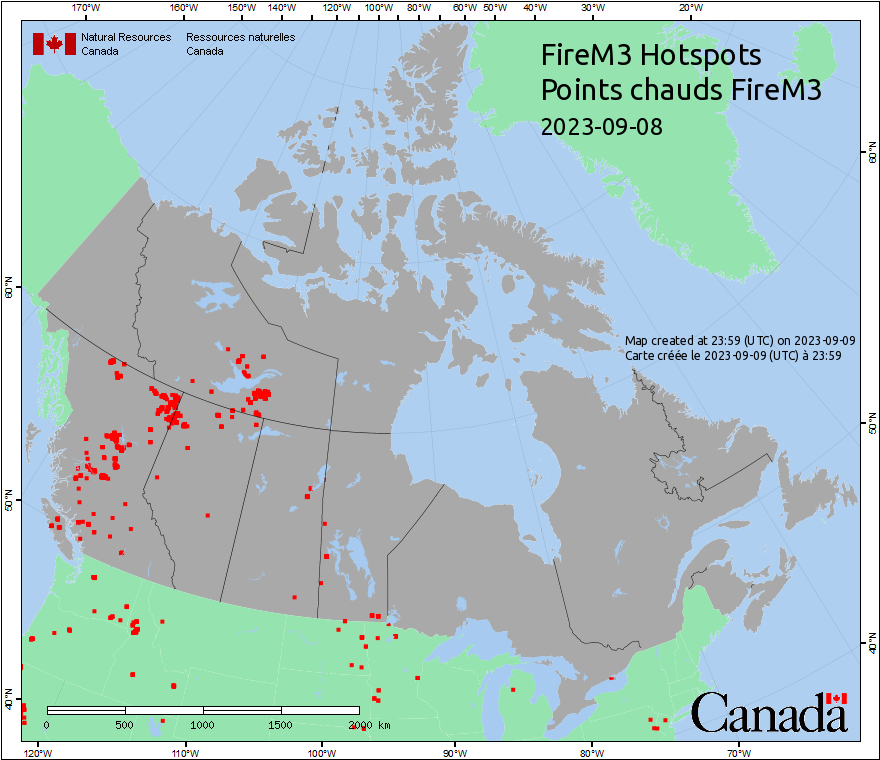 170°W 160°W 150°W 140°W 130°W 120°W 110°W 100°W 90°W 80°W 60°W 50°W 40°W 30°W 20°W
Natural Resources Ressources naturelles
Canada Canada
FireM3 Hotspots
Points chauds FireM3
2023-09-08
60°N 60°N
Map created at 23:59 (UTC) on 2023-09-09
Carte créée le 2023-09-09 (UTC) à 23:59
50°N 50°N
40°N 40°N
Canada
0 500 1000 1500 2000 km
120°W 110°W 100°W 90°W 80°W 70°W